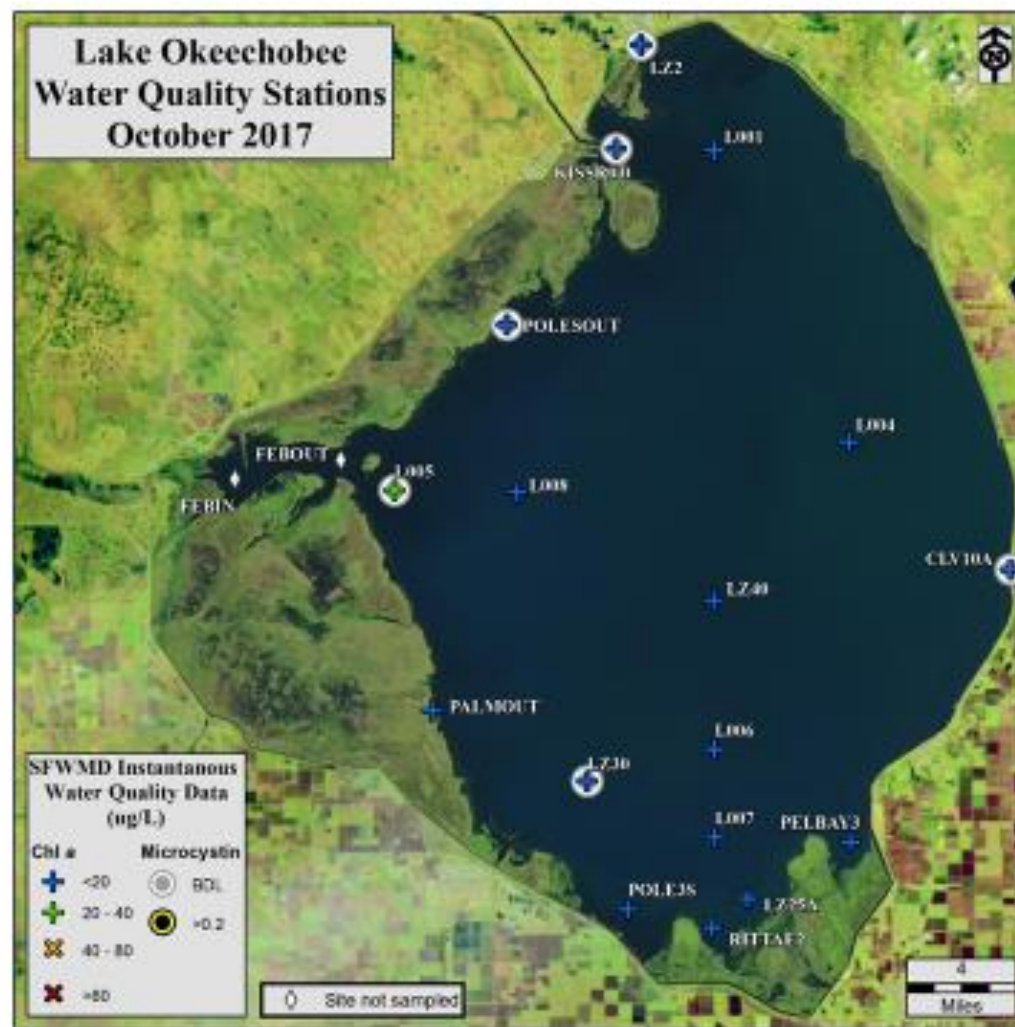 Lake Okeechobee
Water Quality Stations
October 2017
N
LZ2
L001
KISSR0.0
POLESOUT
L004
FEBOUT
L005
L008
FEBIN
CLV10A
LZ40
PALMOUT
L006
LZ30
L007
PELBAY3
POLE3S
LZ25A
RITTAE2
SFWMD Instantanous
Water Quality Data
(ug/L)
Chl a Microcystin
<20 BDL
20 - 40 >0.2
40 - 80
>80
Site not sampled
4
Miles